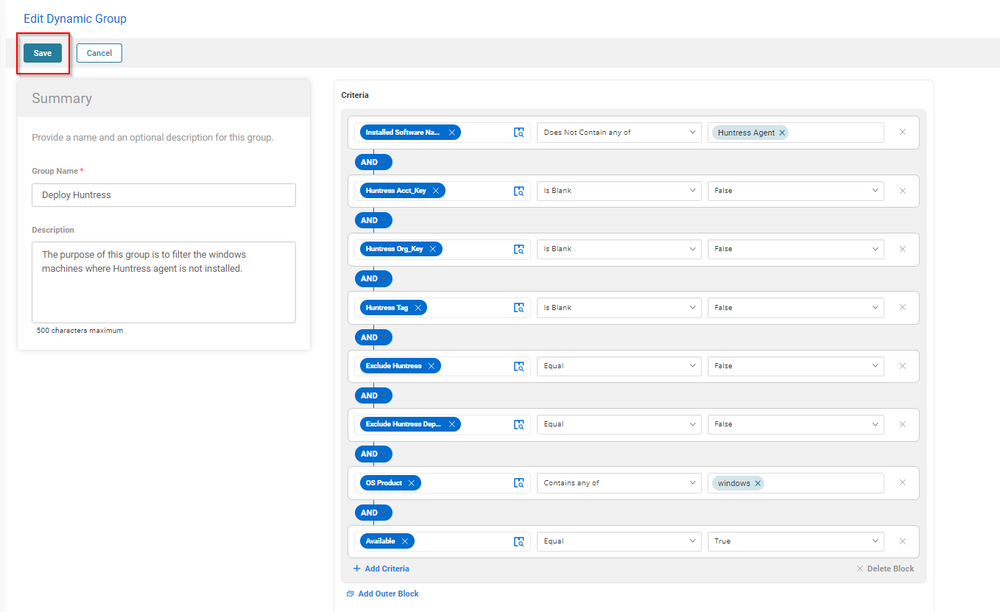 Edit Dynamic Group
Save
Cancel
Summary
Provide a name and an optional description for this group.
Group Name *
Deploy Huntress
Description
The purpose of this group is to filter the windows
machines where Huntress agent is not installed.
500 characters maximum
Criteria
Installed Software Na... Does Not Contain any of Huntress Agent
AND
Huntress Acct_Key Is Blank False
AND
Huntress Org_Key Is Blank False
AND
Huntress Tag Is Blank False
AND
Exclude Huntress Equal False
AND
Exclude Huntress Dep... Equal False
AND
OS Product Contains any of windows
AND
Available Equal True
Add Criteria Delete Block
Add Outer Block